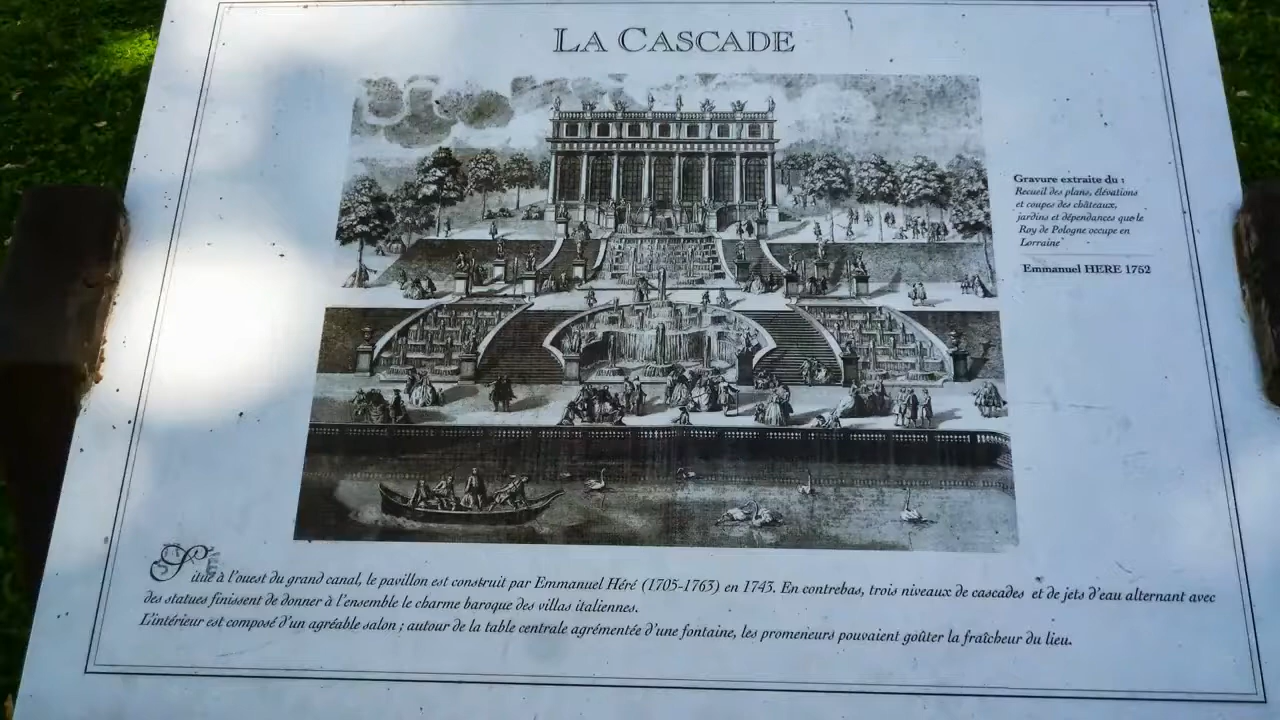 LA CASCADE
Gravure extraite du :
Recueil des plans, élévations
et coupes des châteaux,
jardins et dépendances que le
Roy de Pologne occupe en
Lorraine
Emmanuel HERE 1752
Situé à l'ouest du grand canal, le pavillon est construit par Emmanuel Héré (1705-1763) en 1743. En contrebas, trois niveaux de cascades et de jets d'eau alternant avec
des statues finissent de donner à l'ensemble le charme baroque des villas italiennes.
L'intérieur est composé d'un agréable salon ; autour de la table centrale agrémentée d'une fontaine, les promeneurs pouvaient goûter la fraîcheur du lieu.